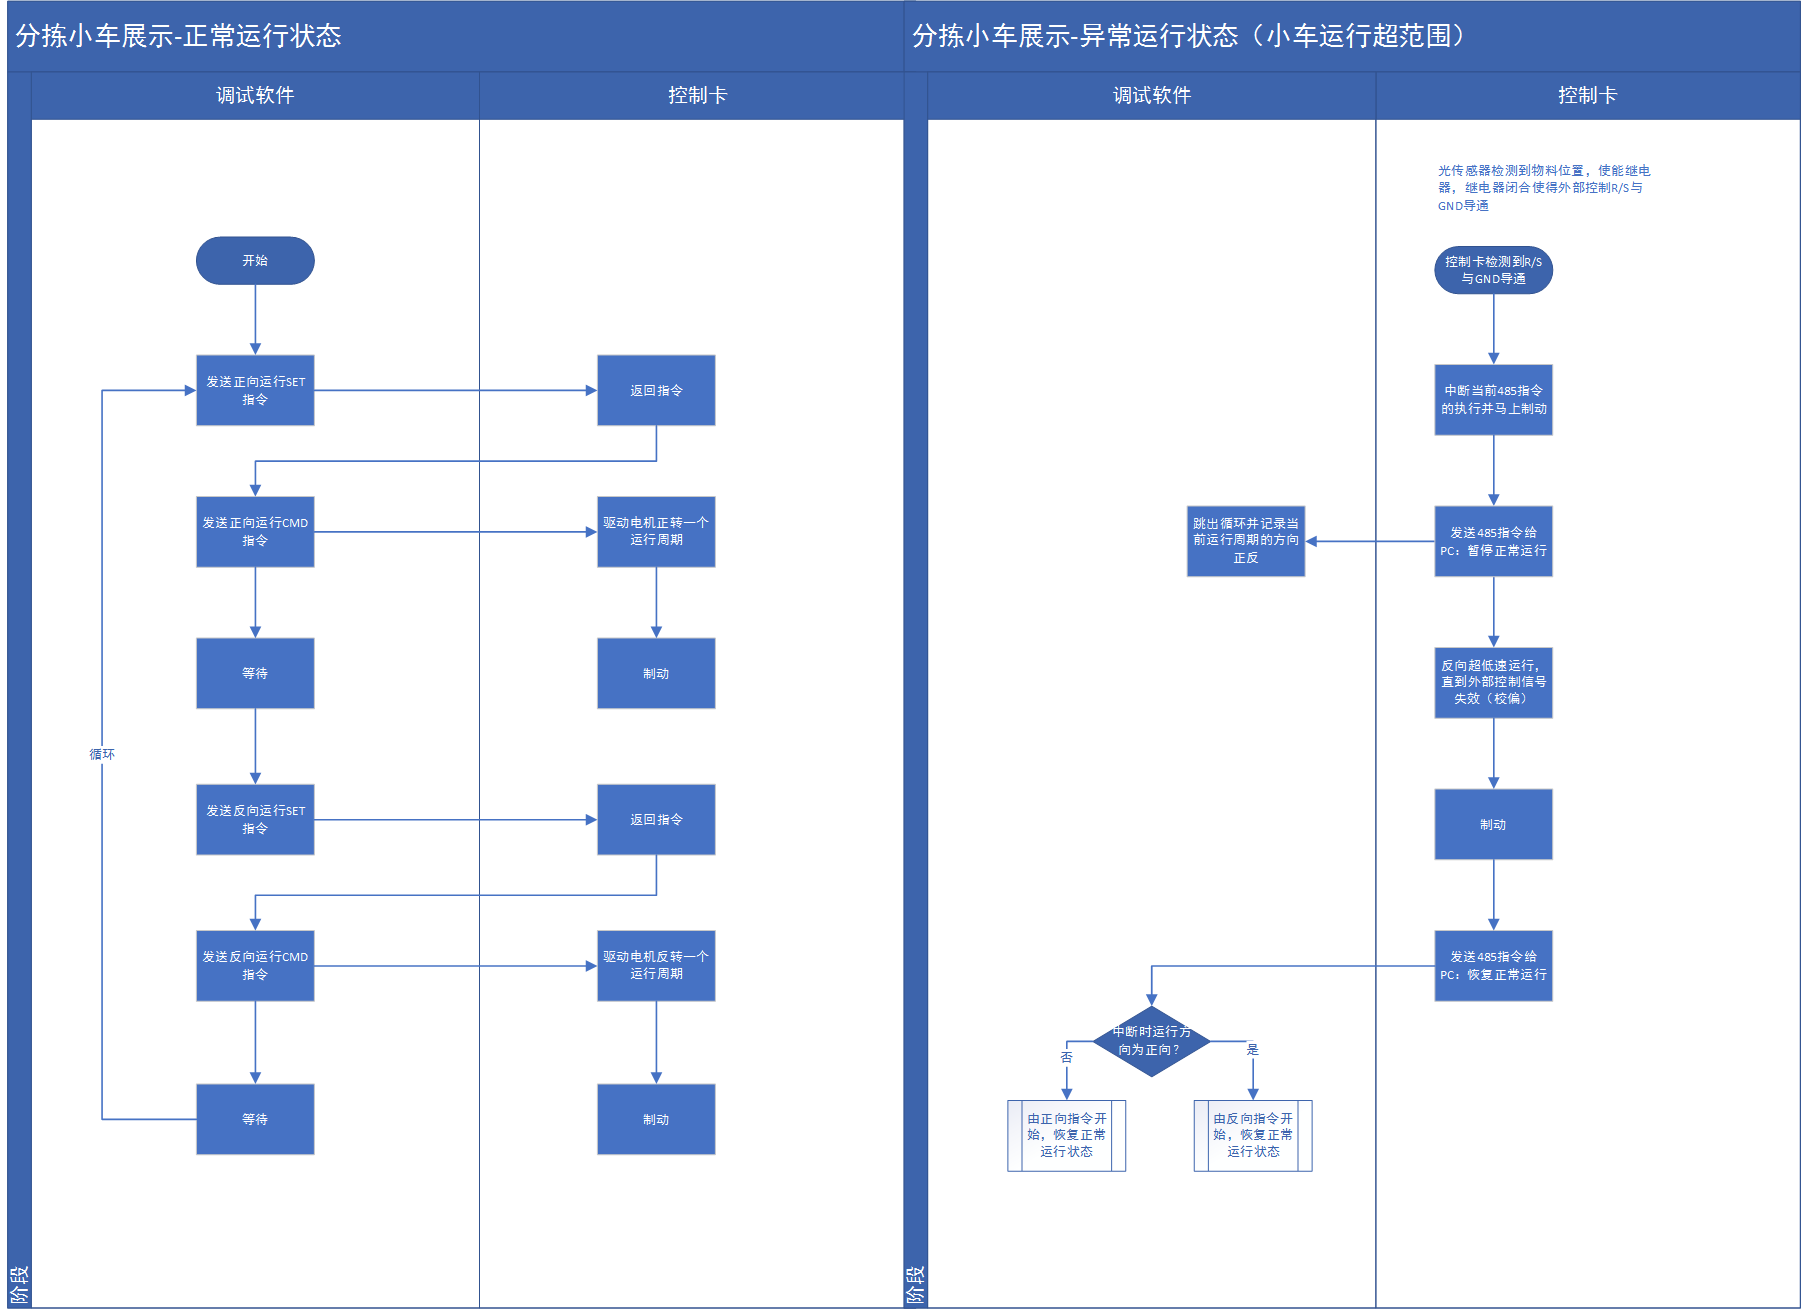 分拣小车展示-正常运行状态
调试软件
控制卡
开始
发送正向运行SET
指令
返回指令
发送正向运行CMD
指令
驱动电机正转一个
运行周期
等待
制动
循环
发送反向运行SET
指令
返回指令
发送反向运行CMD
指令
驱动电机反转一个
运行周期
等待
制动
阶段
分拣小车展示-异常运行状态（小车运行超范围）
调试软件
控制卡
光传感器检测到物料位置，使能继电
器，继电器闭合使得外部控制R/S与
GND导通
控制卡检测到R/S
与GND导通
中断当前485指令
的执行并马上制动
跳出循环并记录当
前运行周期的方向
正反
发送485指令给
PC：暂停正常运行
反向超低速运行，
直到外部控制信号
失效（校偏）
制动
发送485指令给
PC：恢复正常运行
中断时运行方
向为正向？
否
是
由正向指令开
始，恢复正常
运行状态
由反向指令开
始，恢复正常
运行状态
阶段